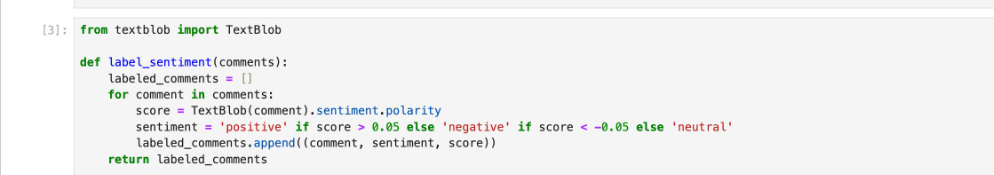 [3]: from textblob import TextBlob
def label_sentiment(comments):
    labeled_comments = []
    for comment in comments:
        score = TextBlob(comment).sentiment.polarity
        sentiment = 'positive' if score > 0.05 else 'negative' if score < -0.05 else 'neutral'
        labeled_comments.append((comment, sentiment, score))
    return labeled_comments